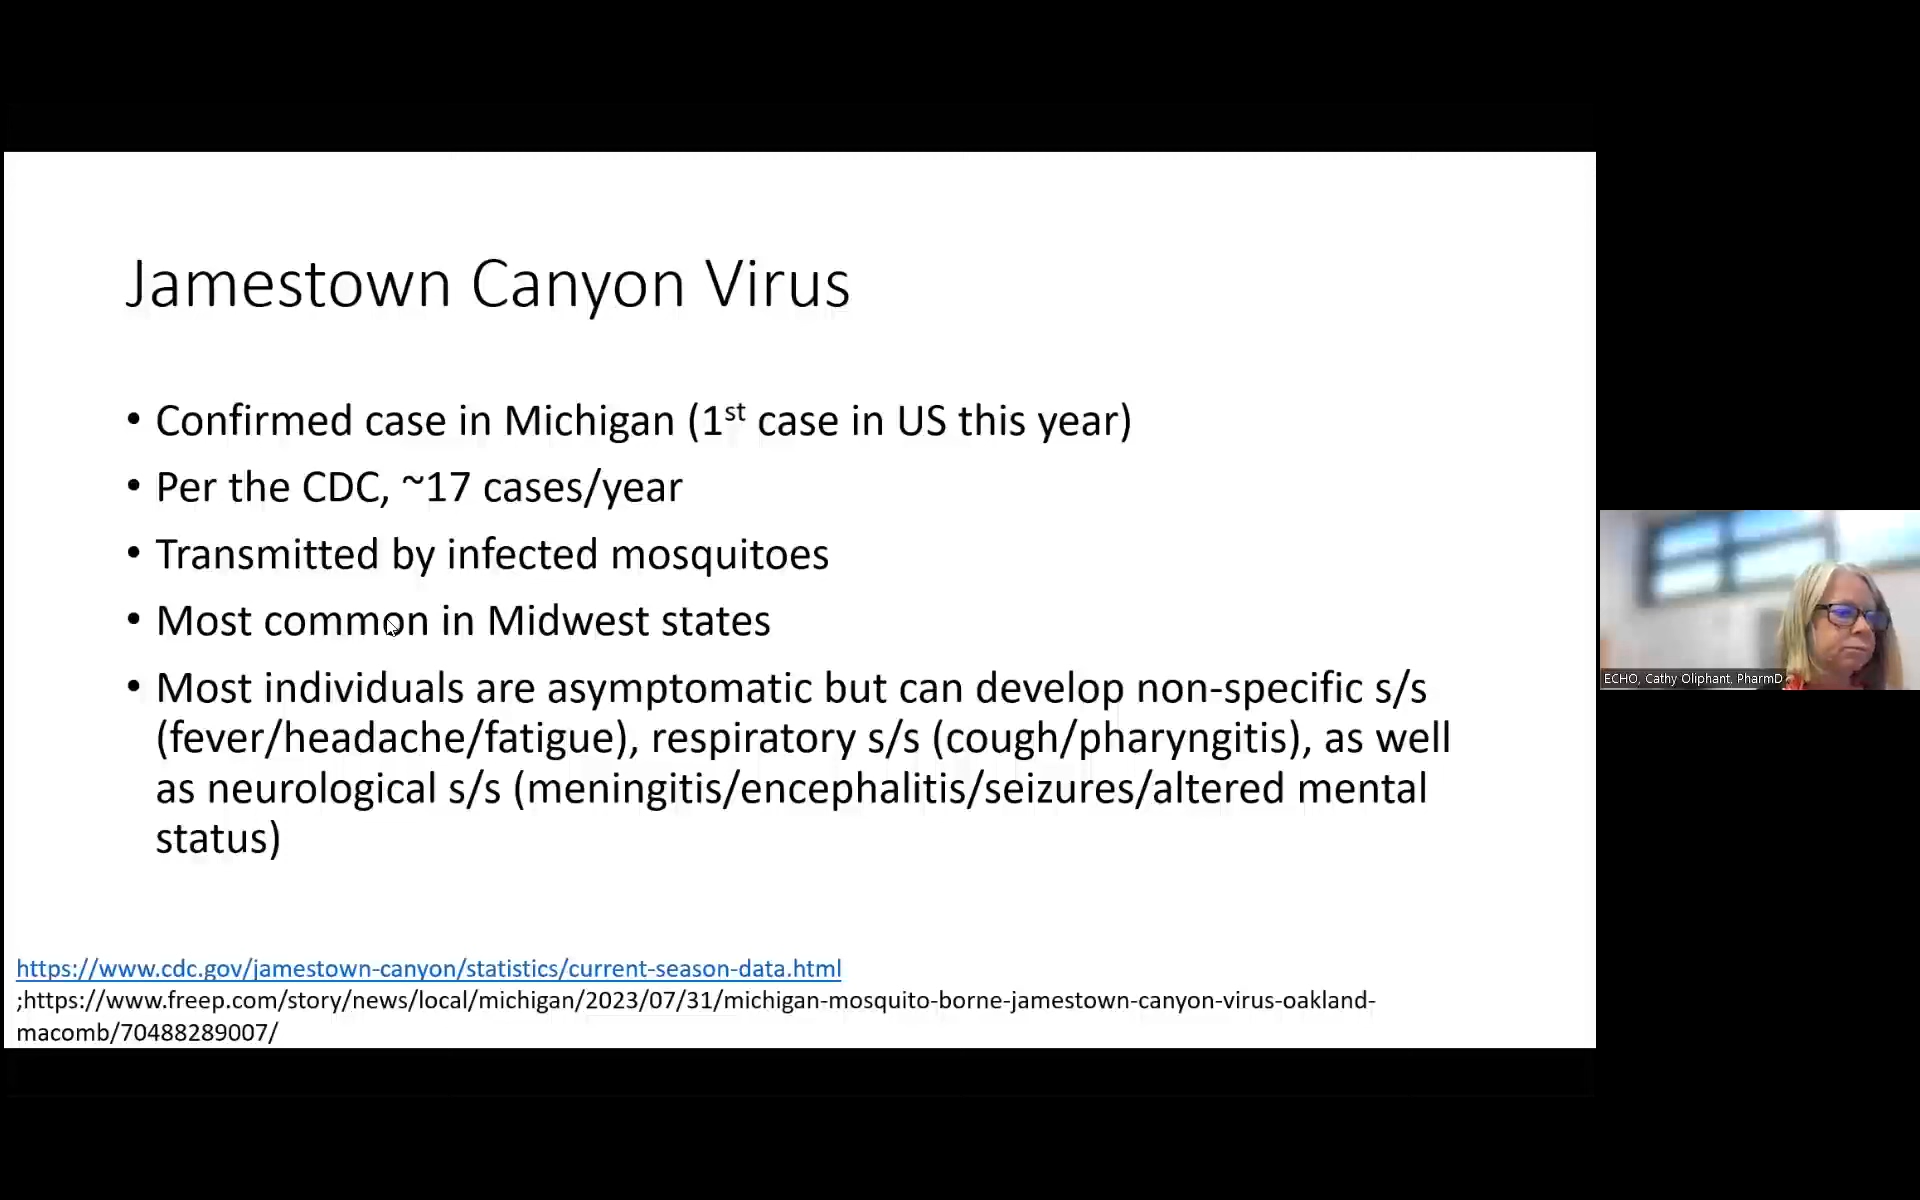 Jamestown Canyon Virus
• Confirmed case in Michigan (1st case in US this year)
• Per the CDC, ~17 cases/year
• Transmitted by infected mosquitoes
• Most common in Midwest states
• Most individuals are asymptomatic but can develop non-specific s/s
(fever/headache/fatigue), respiratory s/s (cough/pharyngitis), as well
as neurological s/s (meningitis/encephalitis/seizures/altered mental
status)
https://www.cdc.gov/jamestown-canyon/statistics/current-season-data.html
;https://www.freep.com/story/news/local/michigan/2023/07/31/michigan-mosquito-borne-jamestown-canyon-virus-oakland-
macomb/70488289007/
ECHO, Cathy Oliphant, PharmD